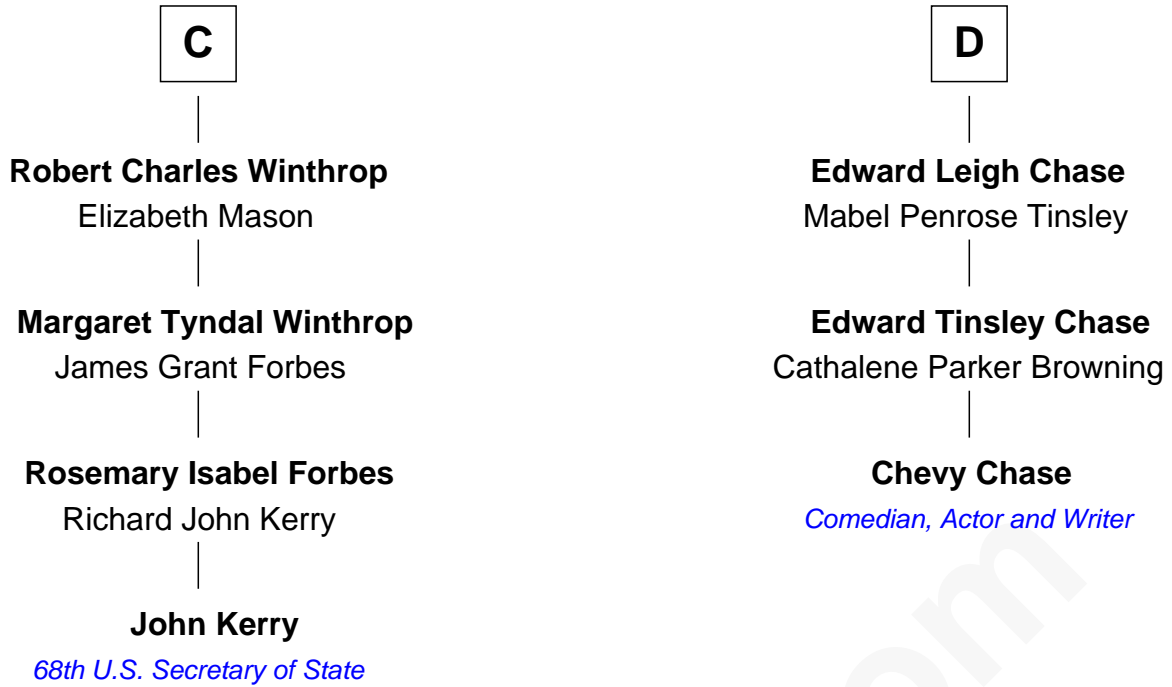 C
Robert Charles Winthrop
Elizabeth Mason
Margaret Tyndal Winthrop
James Grant Forbes
Rosemary Isabel Forbes
Richard John Kerry
John Kerry
68th U.S. Secretary of State
D
Edward Leigh Chase
Mabel Penrose Tinsley
Edward Tinsley Chase
Cathalene Parker Browning
Chevy Chase
Comedian, Actor and Writer
om